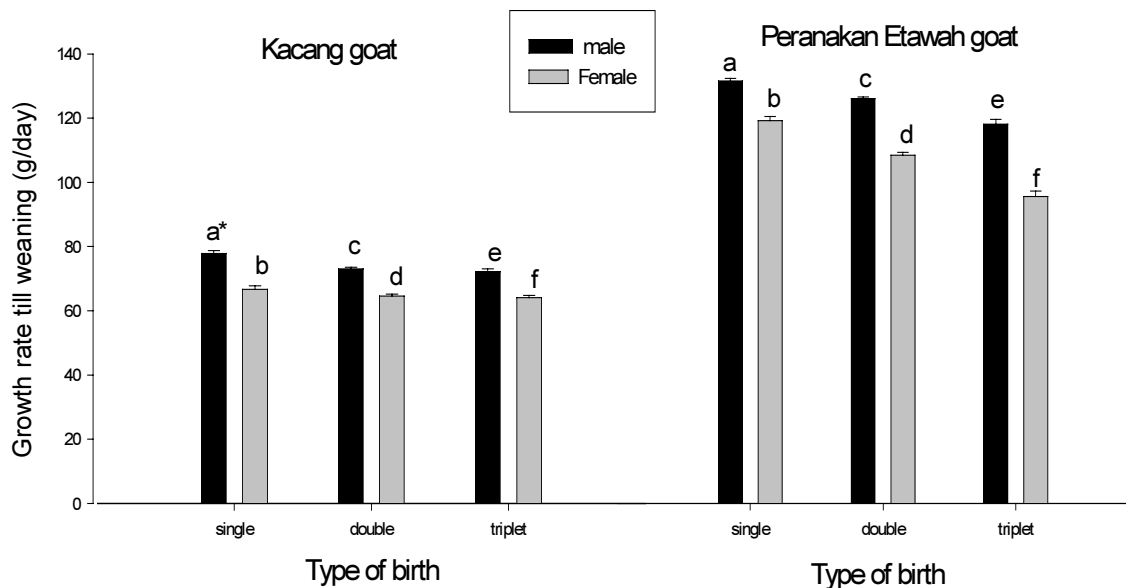 Kacang goat
male
Female
Peranakan Etawah goat
Growth rate till weaning (g/day)
140
120
100
80
60
40
20
0
a*
b
c
d
e
f
a
b
c
d
e
f
single
double
triplet
single
double
triplet
Type of birth
Type of birth